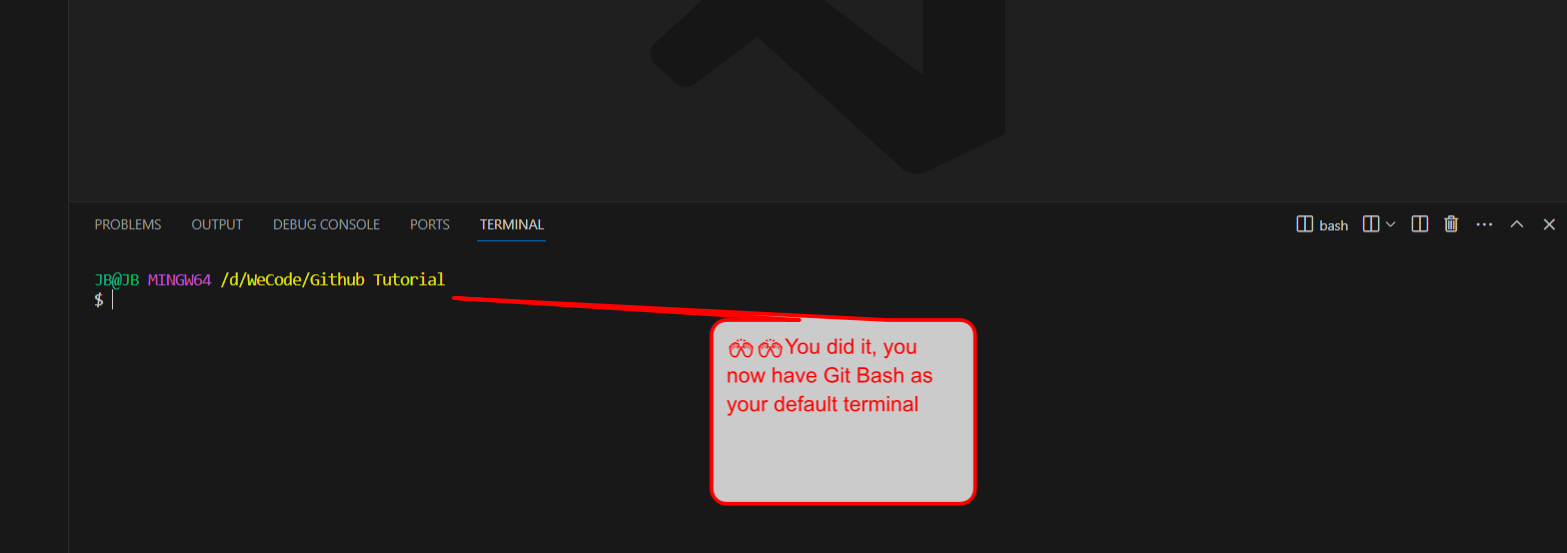 PROBLEMS OUTPUT DEBUG CONSOLE PORTS TERMINAL bash
JB@JB MINGW64 /d/WeCode/Github Tutorial
$
You did it, you
now have Git Bash as
your default terminal